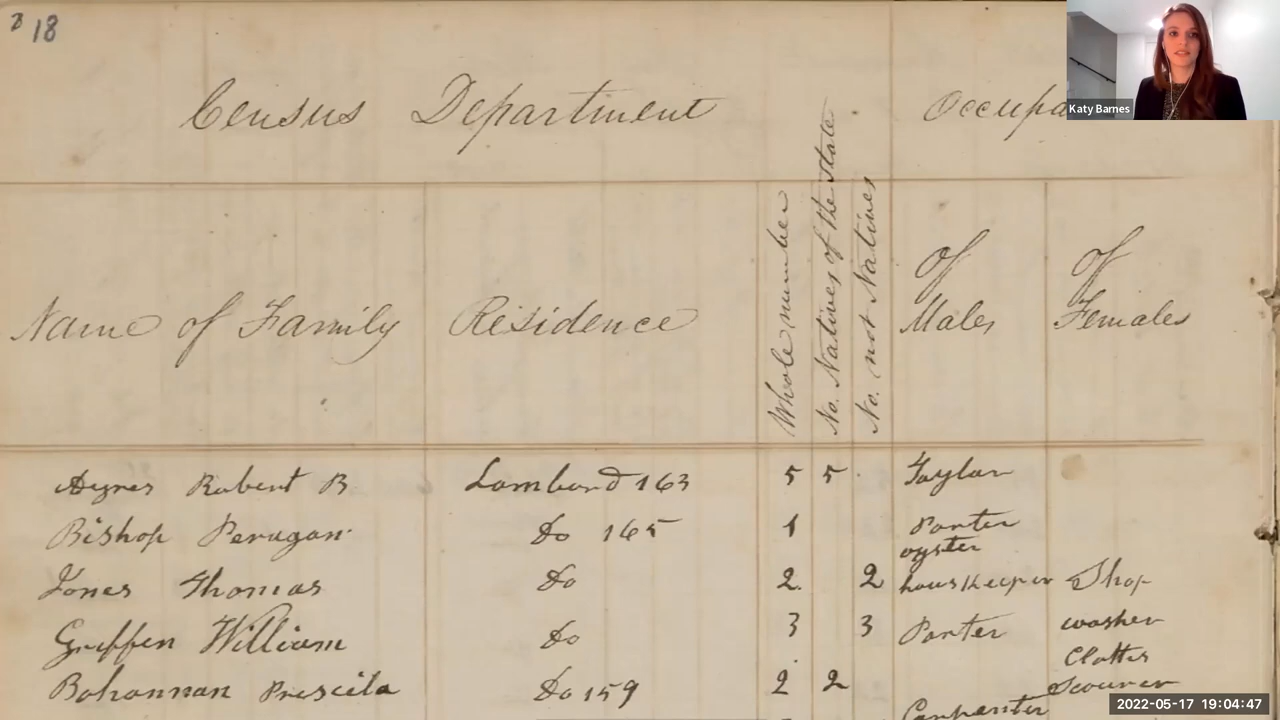 318
Census Department
Occupa
Katy Barnes
Name of Family
Residence
Whole number
No. Natives of the State
No. not Natives
Of Males
Of Females
Ayres Robert B Lombard 163 5 5 Taylor
Bishop Perugan Do 165 1 Porter
Jones Thomas Do 2 2 oyster houskeeper Shop
Griffen William Do 3 3 Porter washer
Bohannan Prescila Do 159 2 2 Clothes Scourer
Carpenter
2022-05-17 19:04:47